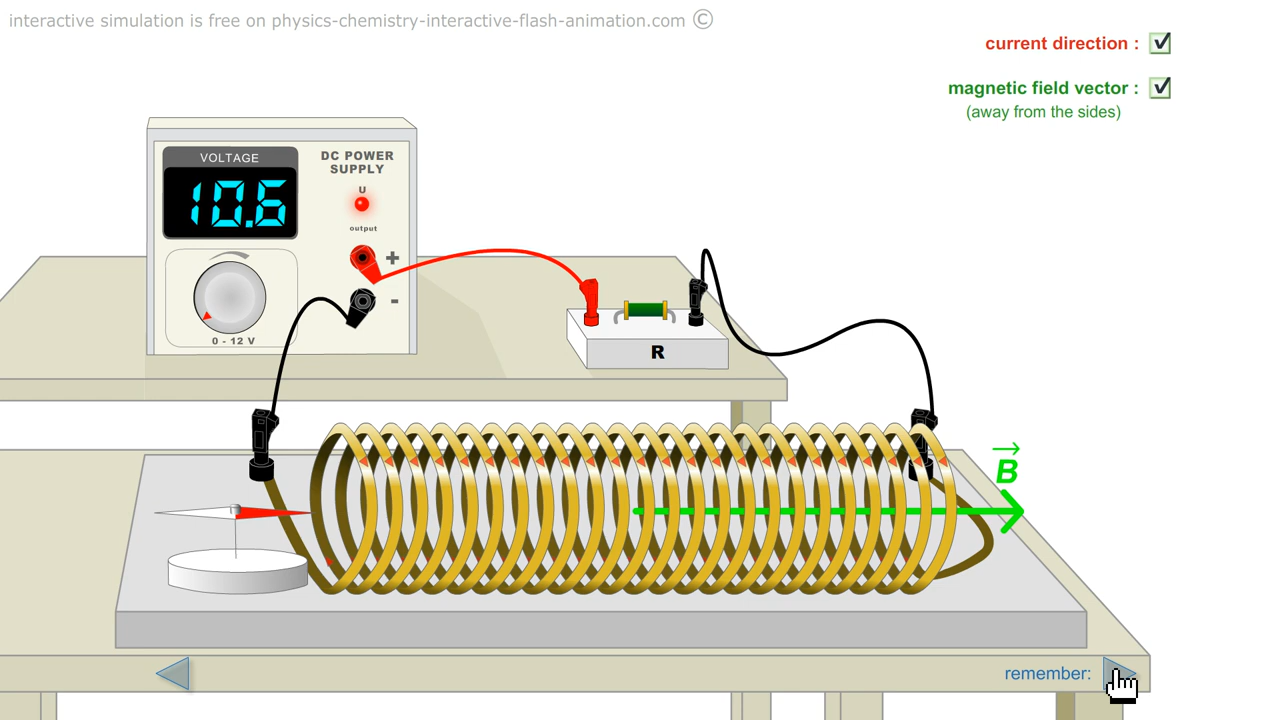 interactive simulation is free on physics-chemistry-interactive-flash-animation.com ©
current direction :
magnetic field vector :
(away from the sides)
VOLTAGE
10.6
DC POWER
SUPPLY
U
output
+
-
0 - 12 V
R
B
remember: